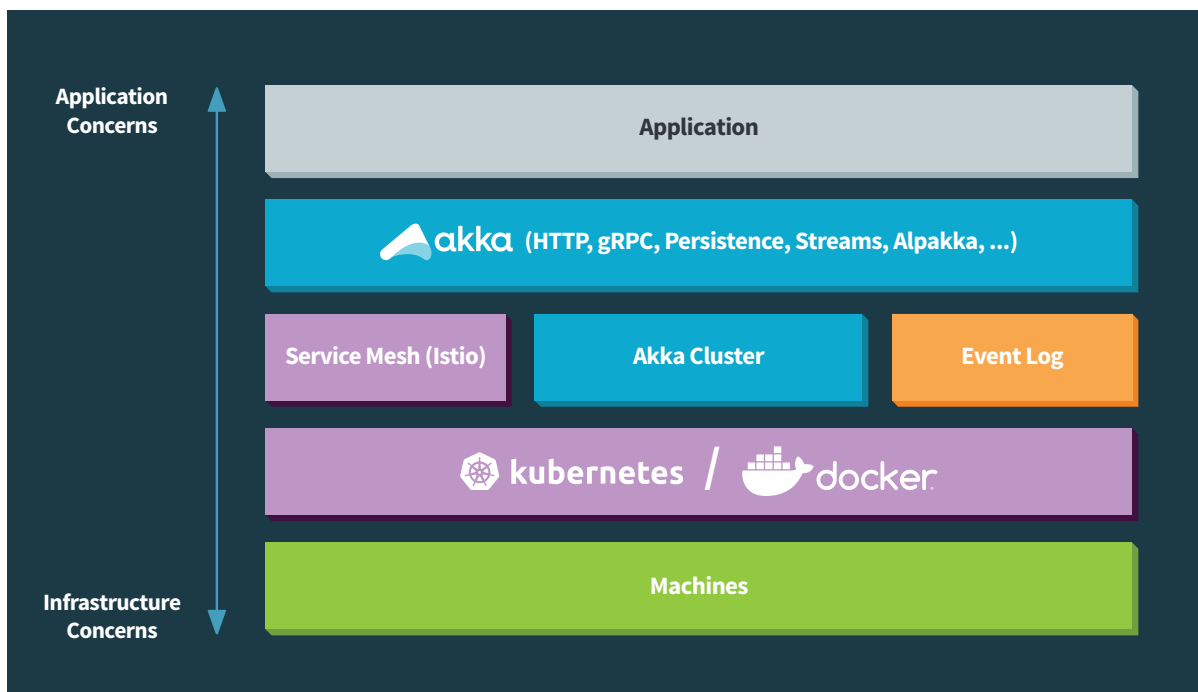 Application
Concerns
Application
akka (HTTP, gRPC, Persistence, Streams, Alpakka, ...)
Service Mesh (Istio)
Akka Cluster
Event Log
kubernetes / docker
Machines
Infrastructure
Concerns